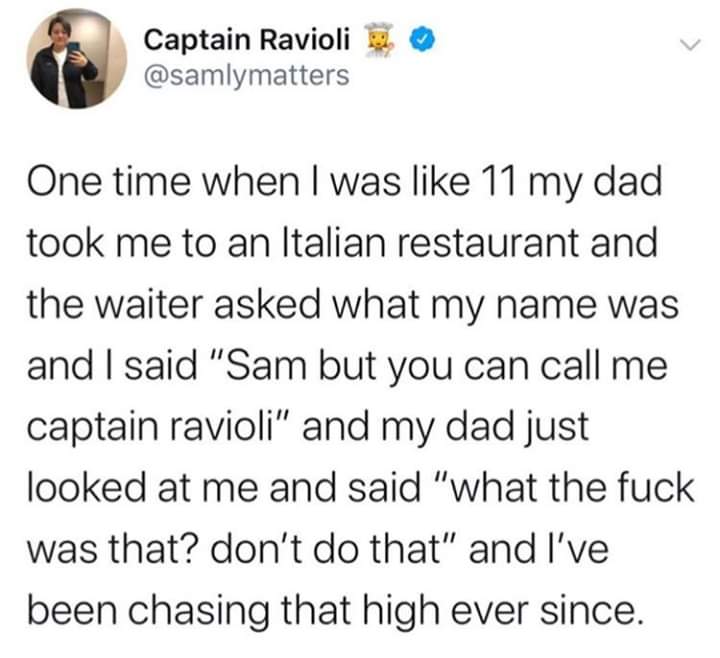 Captain Ravioli 👩‍🍳
@samlymatters
One time when I was like 11 my dad
took me to an Italian restaurant and
the waiter asked what my name was
and I said "Sam but you can call me
captain ravioli" and my dad just
looked at me and said "what the fuck
was that? don't do that" and I've
been chasing that high ever since.